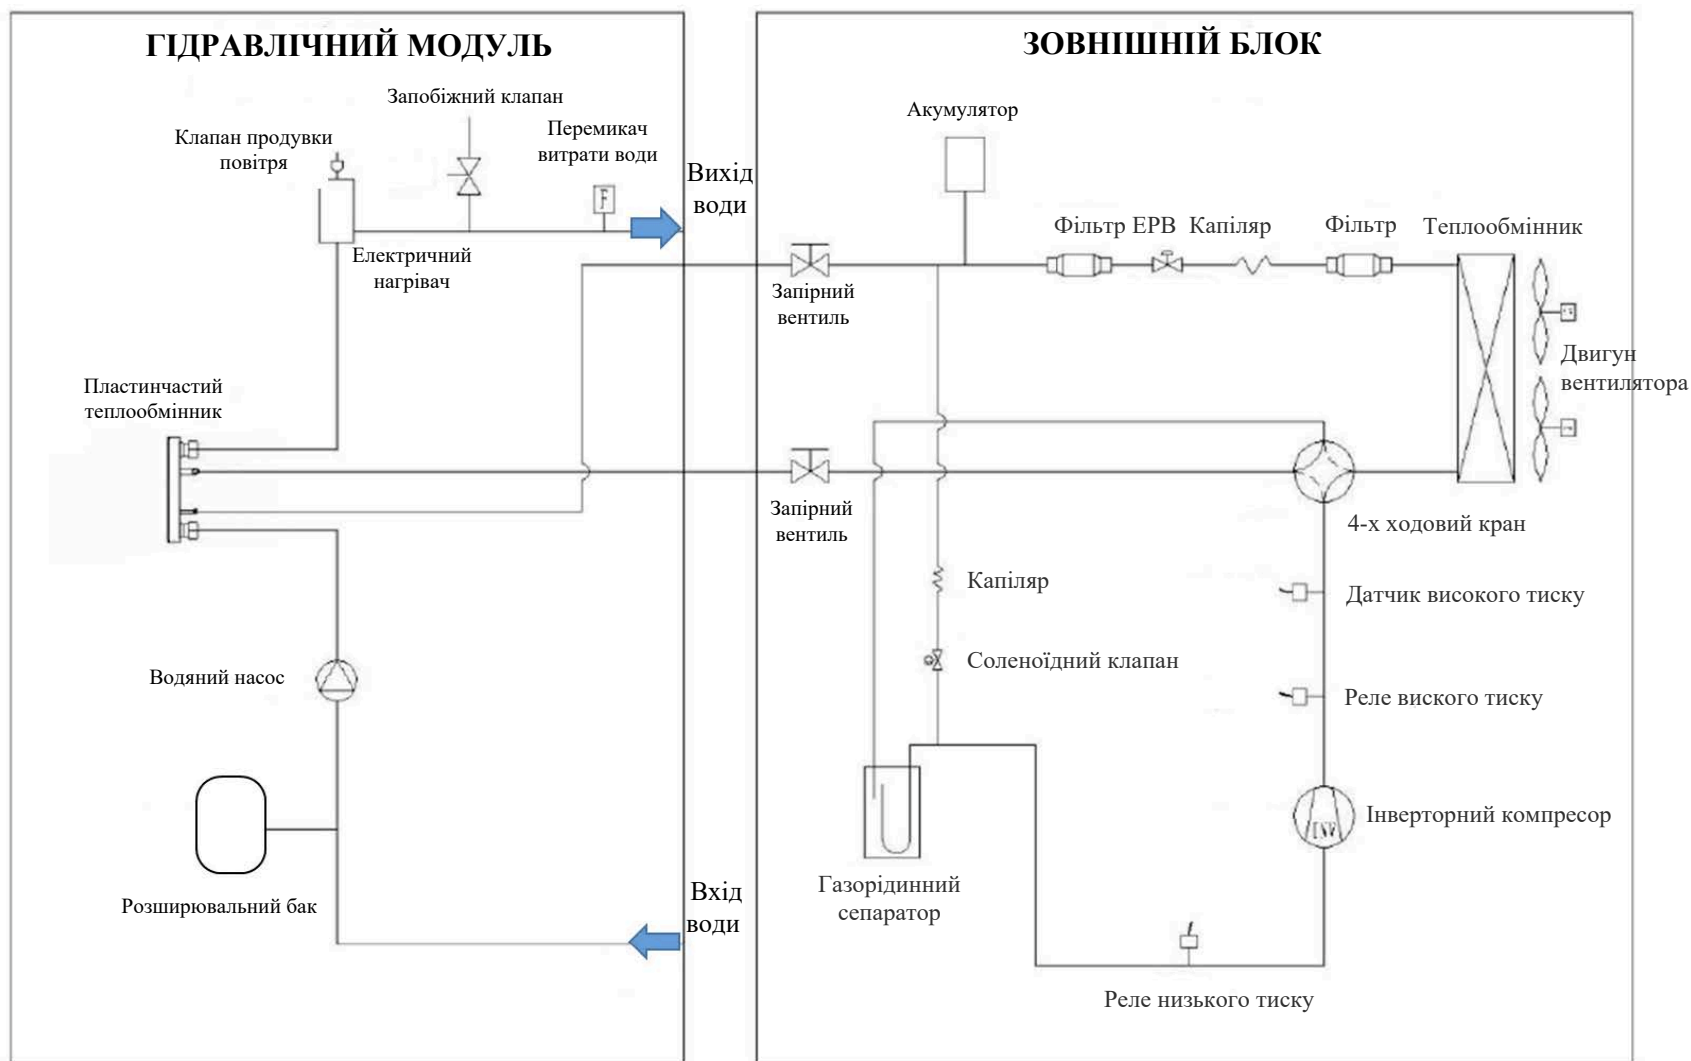 ГІДРАВЛІЧНИЙ МОДУЛЬ
ЗОВНІШНІЙ БЛОК
Запобіжний клапан
Клапан продувки
повітря
Перемикач
витрати води
F
Вихід
води
Електричний
нагрівач
Акумулятор
Фільтр ЕРВ Капіляр
Фільтр
Теплообмінник
Запірний
вентиль
Двигун
вентилятора
Пластинчастий
теплообмінник
Запірний
вентиль
4-х ходовий кран
Капіляр
Датчик високого тиску
Соленоїдний клапан
Водяний насос
Реле виского тиску
INV
Інверторний компресор
Газорідинний
сепаратор
Розширювальний бак
Вхід
води
Реле низького тиску